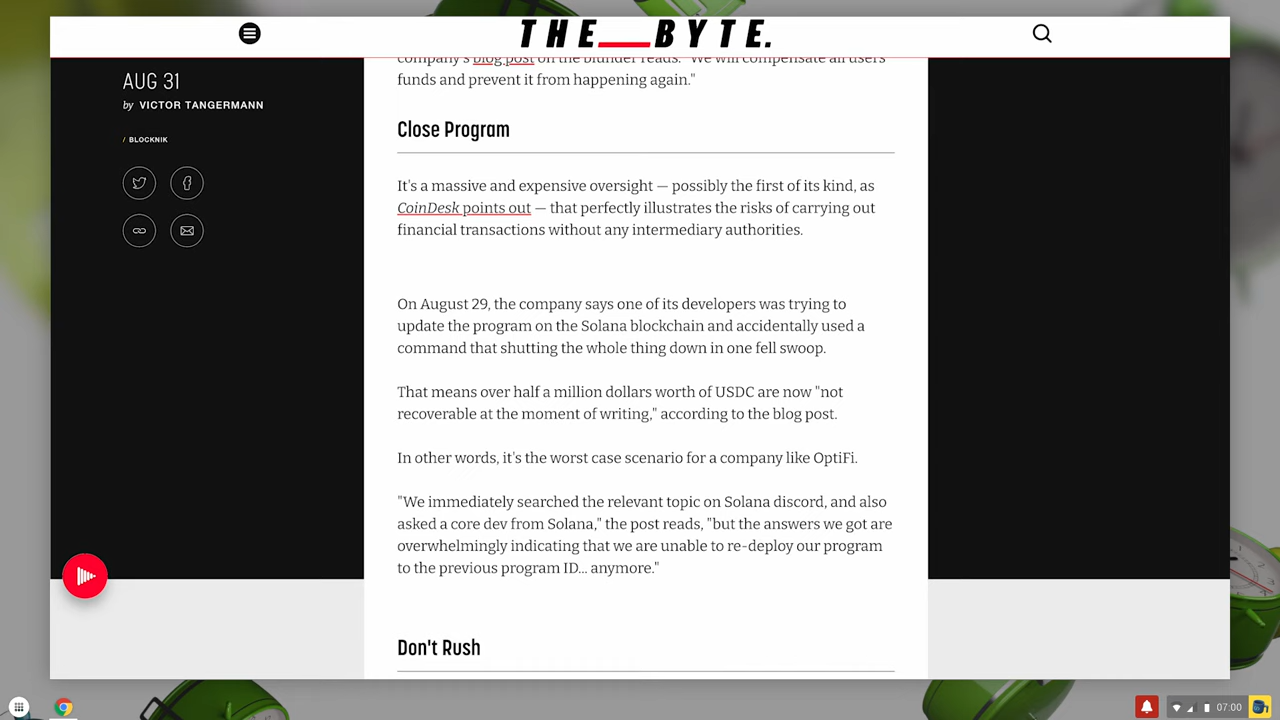 THE__BYTE.
AUG 31
by VICTOR TANGERMANN
/ BLOCKNIK
company's blog post on the blunder reads. "We will compensate all users
funds and prevent it from happening again."
Close Program
It's a massive and expensive oversight — possibly the first of its kind, as
CoinDesk points out — that perfectly illustrates the risks of carrying out
financial transactions without any intermediary authorities.
On August 29, the company says one of its developers was trying to
update the program on the Solana blockchain and accidentally used a
command that shutting the whole thing down in one fell swoop.
That means over half a million dollars worth of USDC are now "not
recoverable at the moment of writing," according to the blog post.
In other words, it's the worst case scenario for a company like OptiFi.
"We immediately searched the relevant topic on Solana discord, and also
asked a core dev from Solana," the post reads, "but the answers we got are
overwhelmingly indicating that we are unable to re-deploy our program
to the previous program ID... anymore."
Don't Rush
07:00